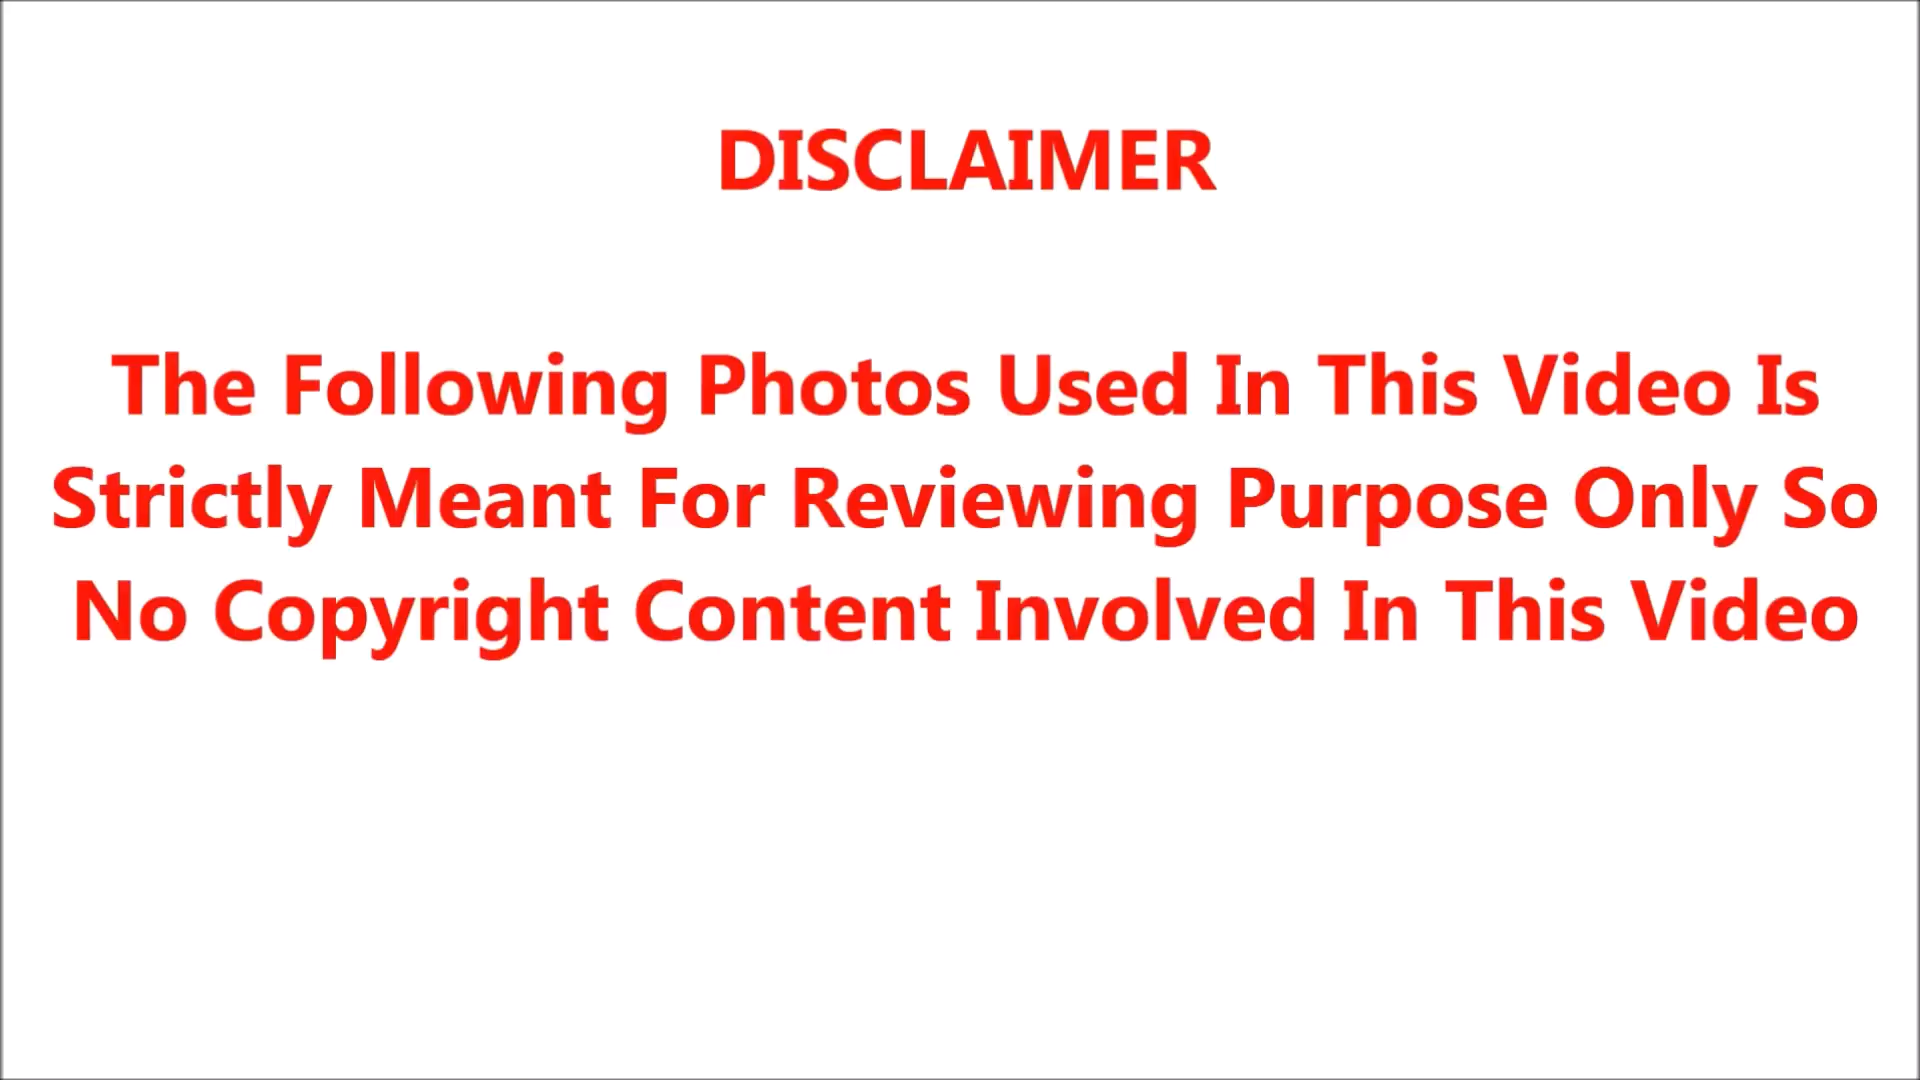 DISCLAIMER
The Following Photos Used In This Video Is
Strictly Meant For Reviewing Purpose Only So
No Copyright Content Involved In This Video